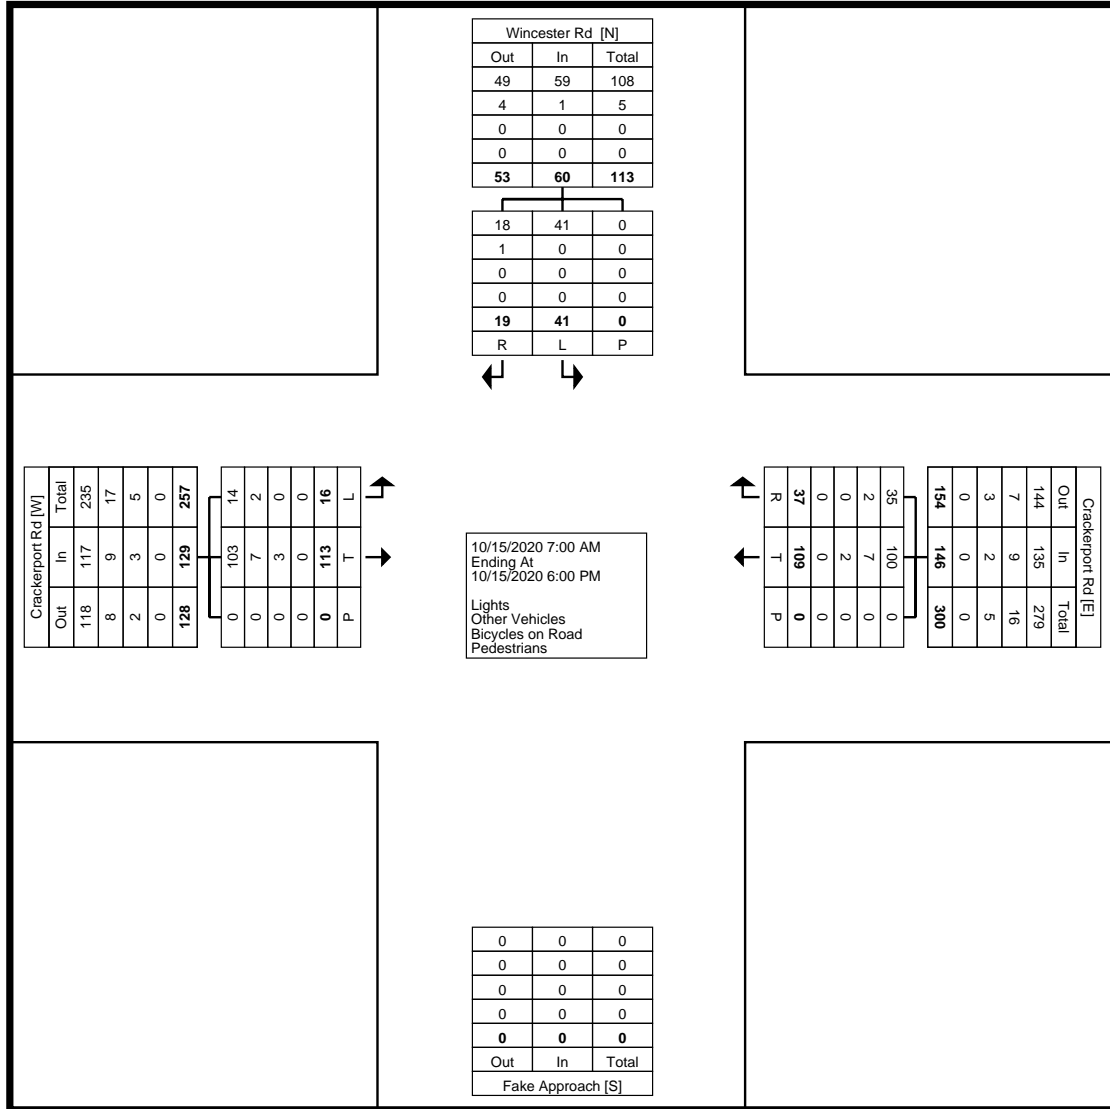 Wincester Rd [N]
Out In Total
49 59 108
4 1 5
0 0 0
0 0 0
53 60 113
18 41 0
1 0 0
0 0 0
0 0 0
19 41 0
R L P
Crackerport Rd [W]
Total In Out
235 117 118
17 9 8
5 3 2
0 0 0
257 129 128
14 103 0
2 7 0
0 3 0
0 0 0
16 113 0
L T P
10/15/2020 7:00 AM
Ending At
10/15/2020 6:00 PM
Lights
Other Vehicles
Bicycles on Road
Pedestrians
Crackerport Rd [E]
Out In Total
144 135 279
7 9 16
3 2 5
0 0 0
154 146 300
35 100 0
2 7 0
0 2 0
0 0 0
37 109 0
R T P
0 0 0
0 0 0
0 0 0
0 0 0
0 0 0
Out In Total
Fake Approach [S]